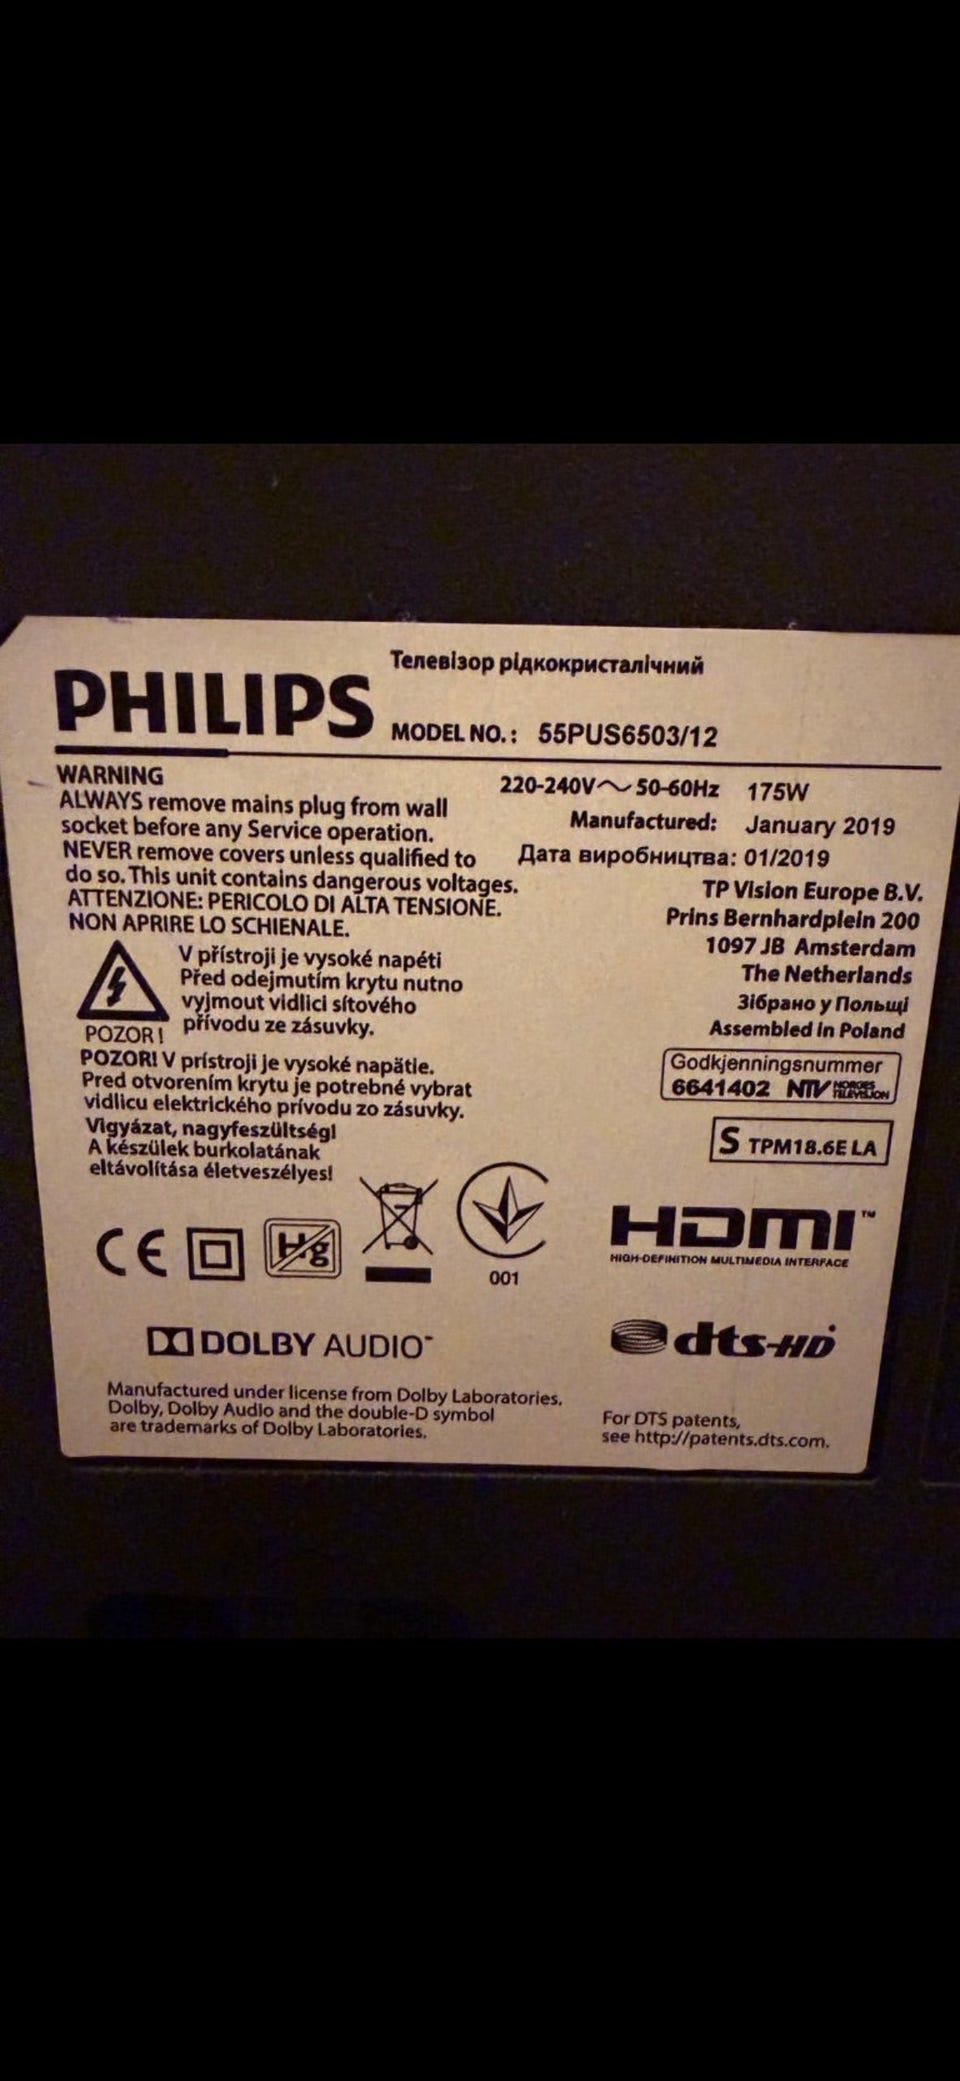 Телевізор рідкокристалічний
PHILIPS
MODEL NO.: 55PUS6503/12
WARNING
ALWAYS remove mains plug from wall
socket before any Service operation.
NEVER remove covers unless qualified to
do so. This unit contains dangerous voltages.
ATTENZIONE: PERICOLO DI ALTA TENSIONE.
NON APRIRE LO SCHIENALE.
V přístroji je vysoké napétí
Před odejmutím krytu nutno
vyjmout vidlici sítového
přívodu ze zásuvky.
POZOR!
POZOR! V prístroji je vysoké napätie.
Pred otvorením krytu je potrebné vybrat
vidlicu elektrického prívodu zo zásuvky.
Vigyázat, nagyfeszültség!
A készülek burkolatának
eltávolítása életveszélyes!
220-240V～50-60Hz 175W
Manufactured: January 2019
Дата виробництва: 01/2019
TP Vision Europe B.V.
Prins Bernhardplein 200
1097 JB Amsterdam
The Netherlands
Зібрано у Польщі
Assembled in Poland
Godkjenningsnummer
6641402 NTV NORGES
TELEVISJON
S TPM18.6E LA
CE
Hg
001
HDMI™
HIGH-DEFINITION MULTIMEDIA INTERFACE
DOLBY AUDIO™
dts-HD
Manufactured under license from Dolby Laboratories.
Dolby, Dolby Audio and the double-D symbol
are trademarks of Dolby Laboratories.
For DTS patents,
see http://patents.dts.com.